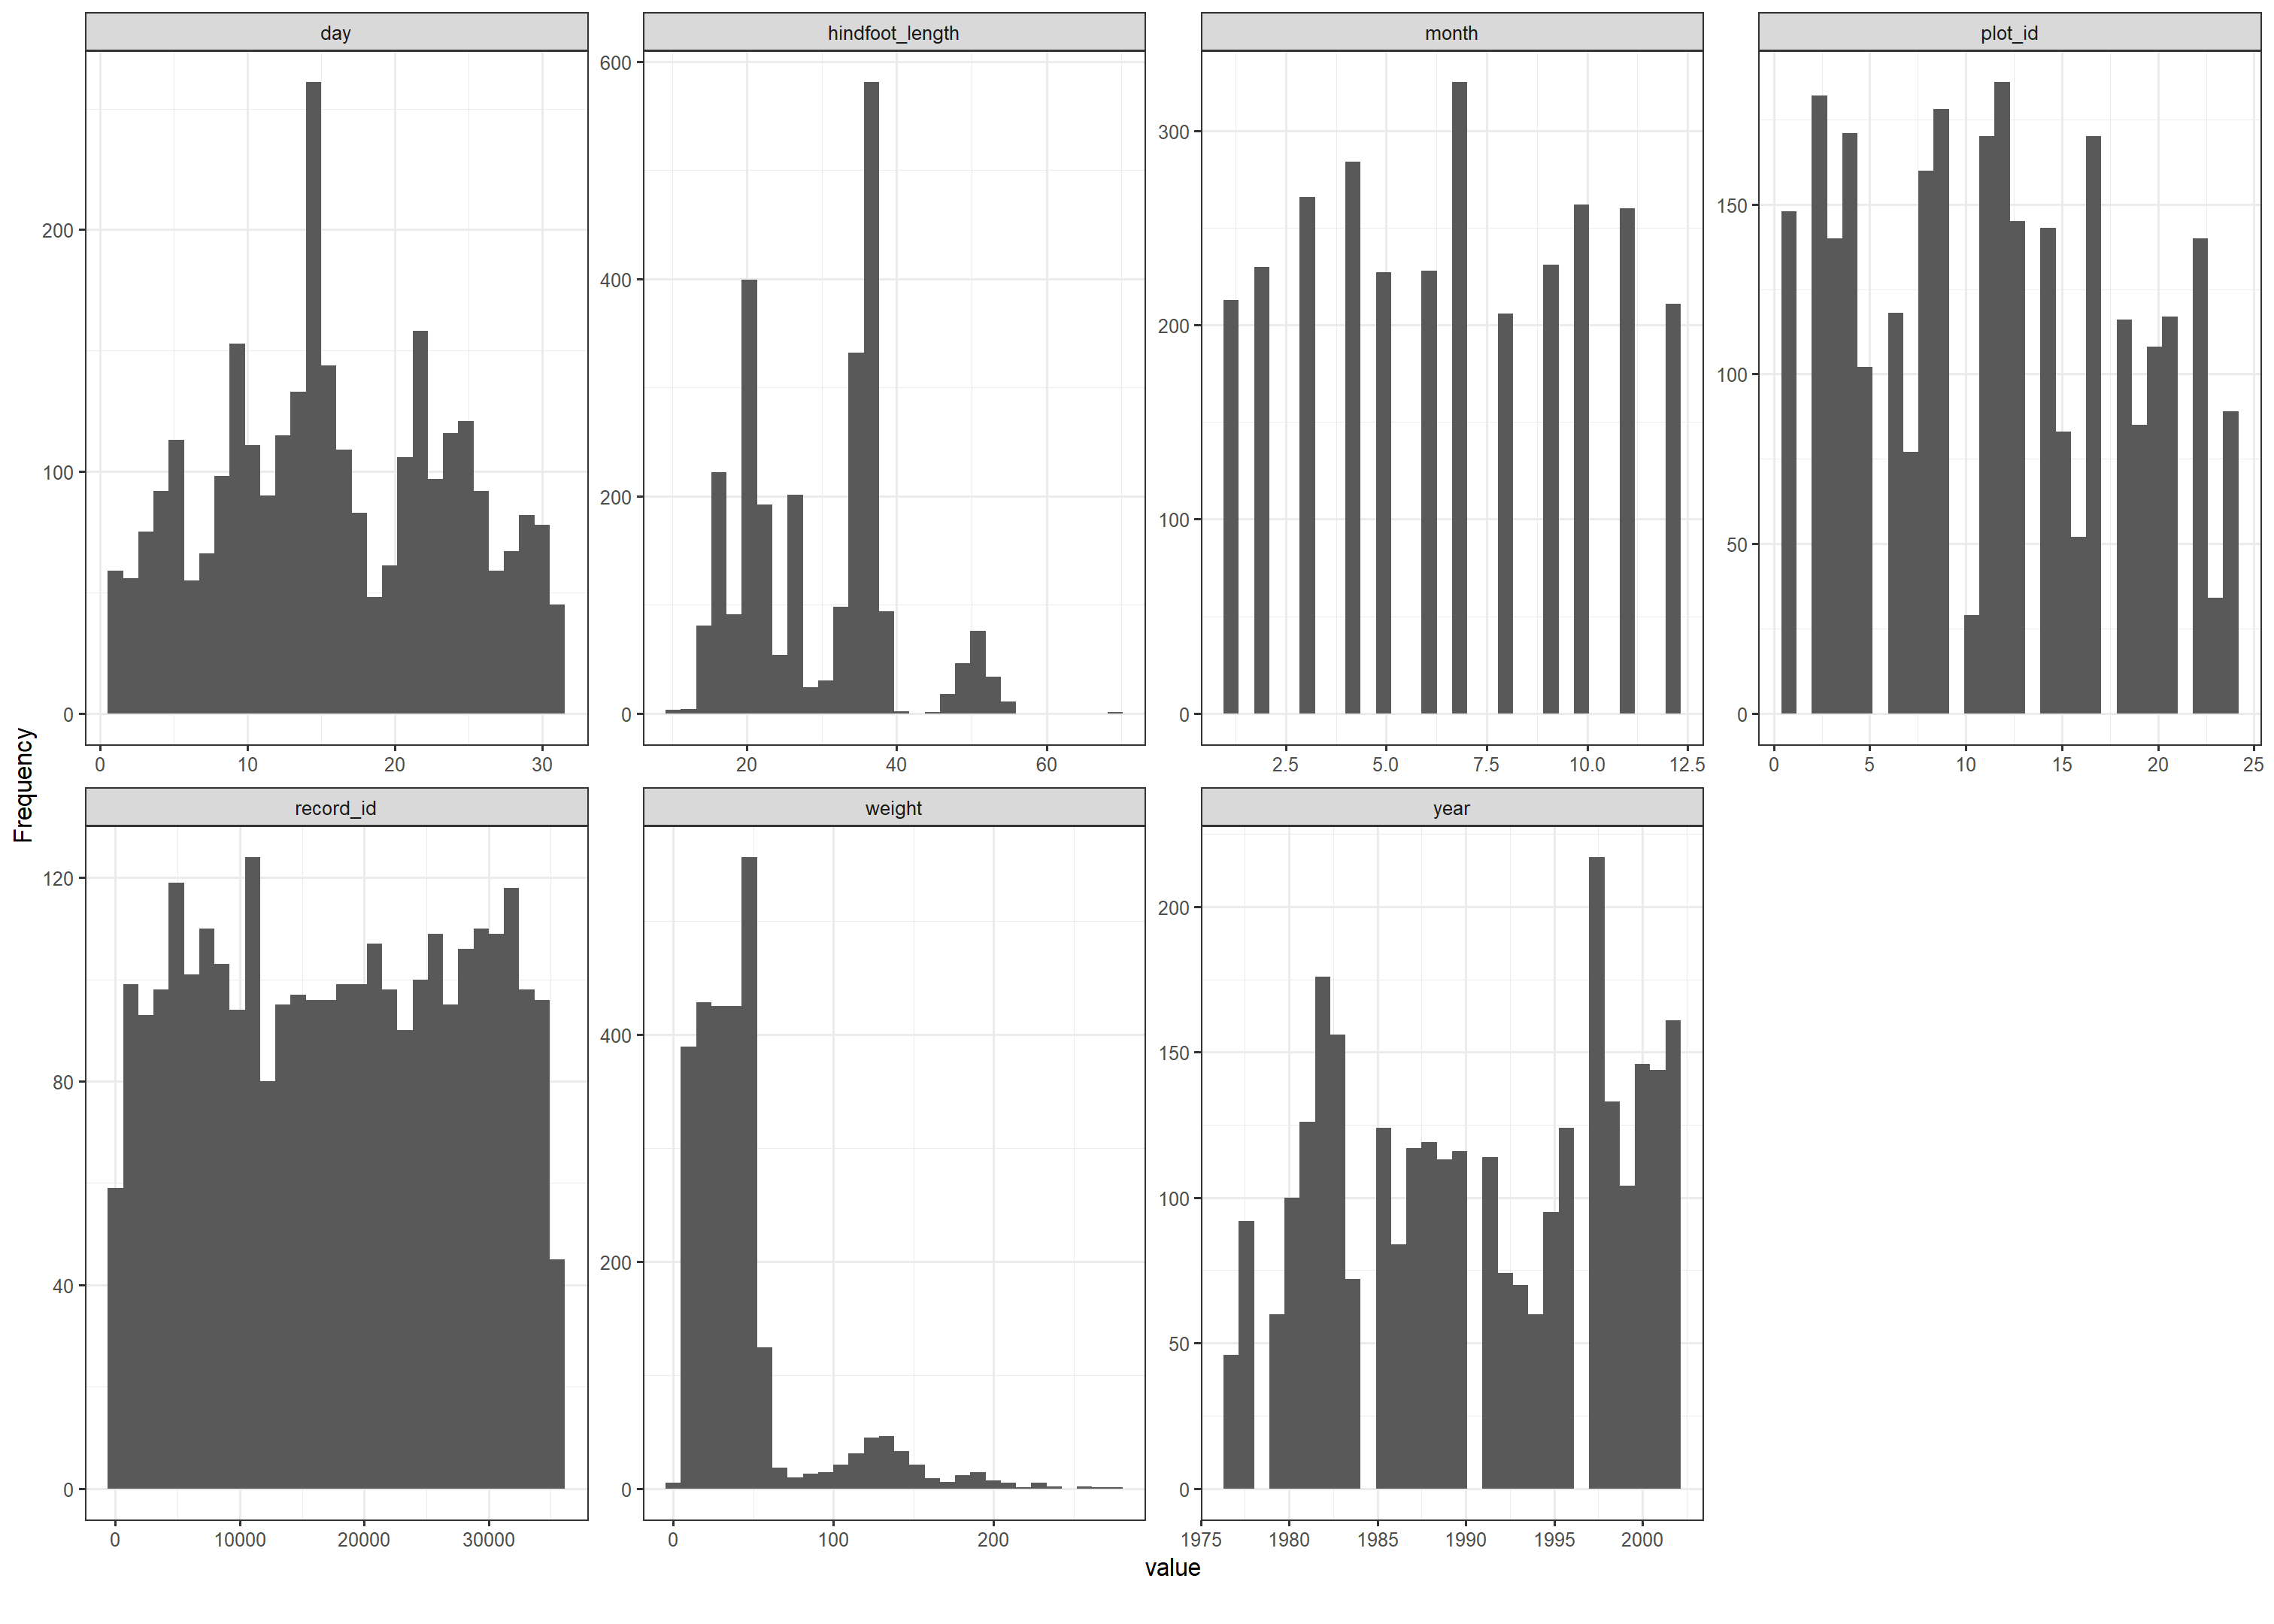 day hindfoot_length month plot_id
600
300
200 400 200 150
100 200 100 100
50
0 0 0 0
0 10 20 30 20 40 60 2.5 5.0 7.5 10.0 12.5 0 5 10 15 20 25
Frequency
record_id weight year
120 200
400 150
80 100
40 200 50
0 0 0
0 10000 20000 30000 0 100 200 1975 1980 1985 1990 1995 2000
value